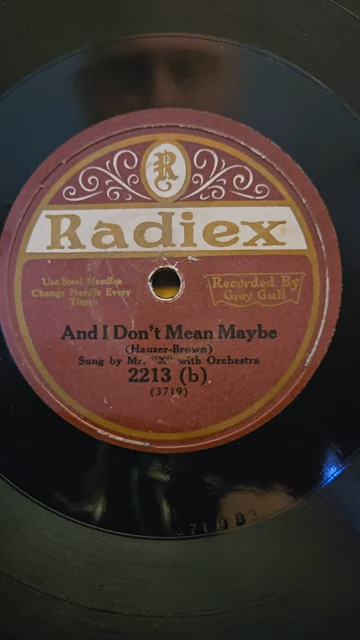 R
Radiex
Use Steel Needles
Change Needle Every
Time
Recorded By
Grey Gull
And I Don't Mean Maybe
(Hauser-Brown)
Sung by Mr. "X" with Orchestra
2213 (b)
(3719)